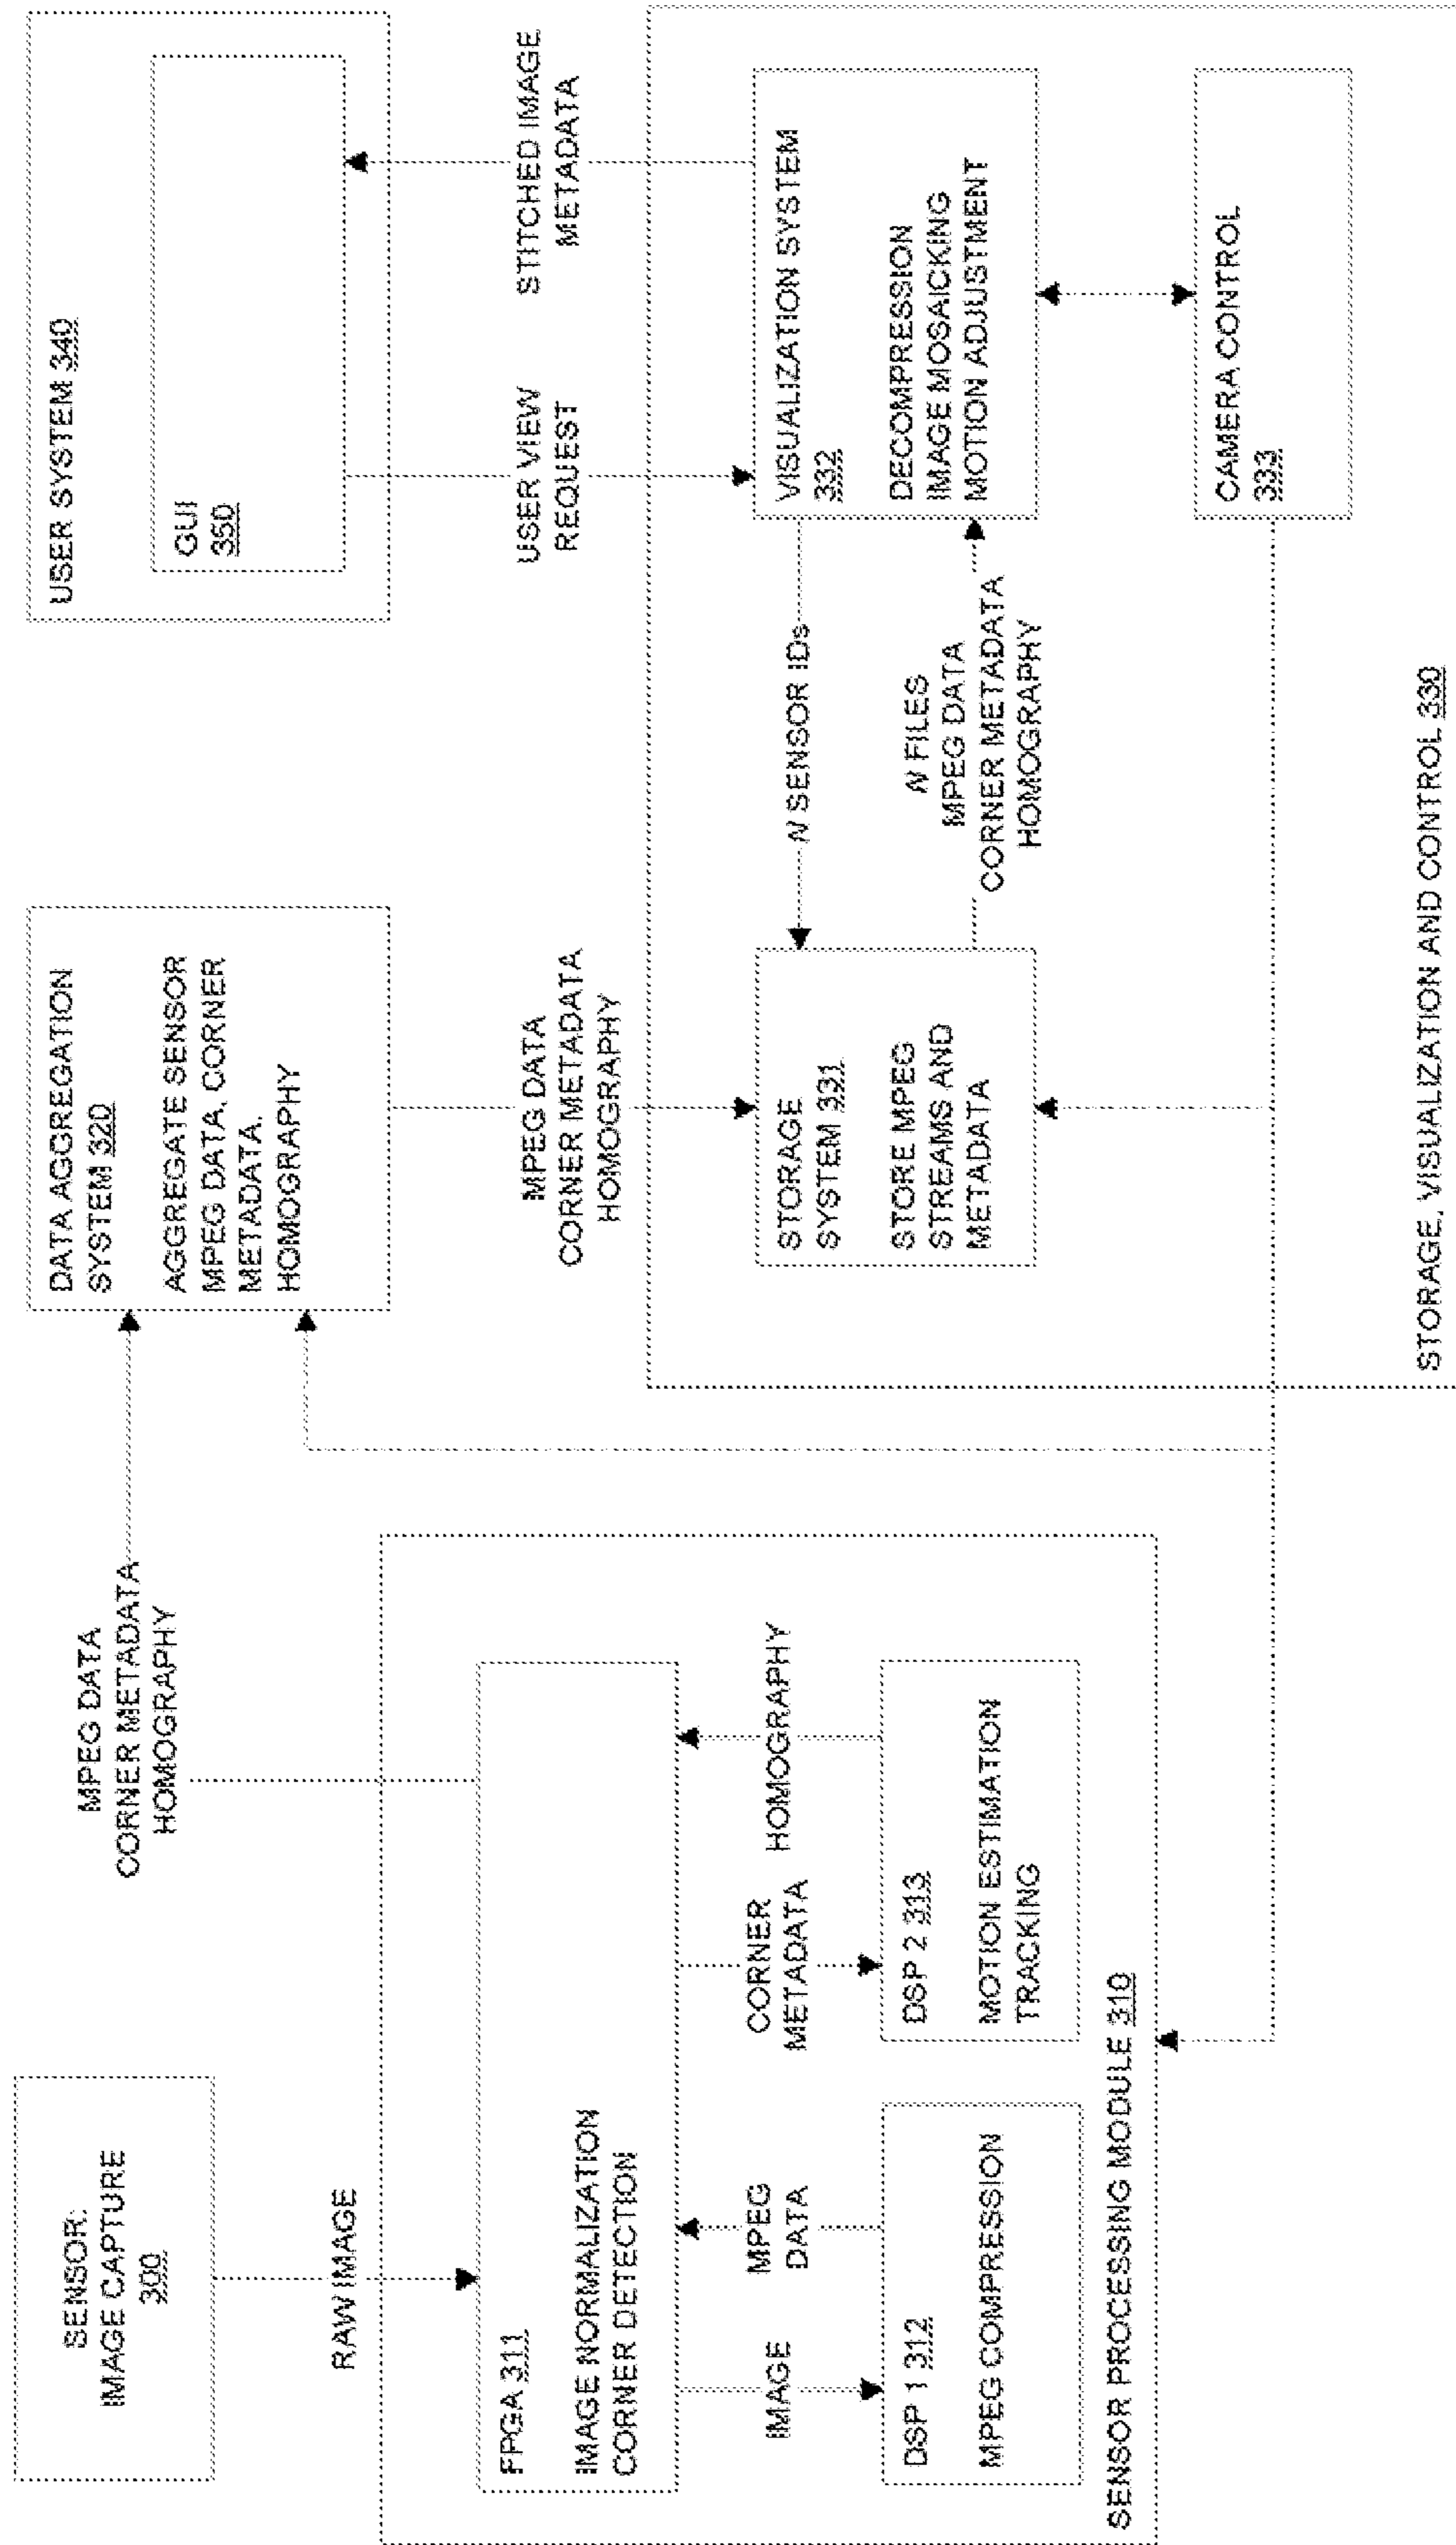 SENSOR:
IMAGE CAPTURE
300
RAW IMAGE
FPGA 311
IMAGE NORMALIZATION
CORNER DETECTION
IMAGE
MPEG
DATA
CORNER
METADATA
HOMOGRAPHY
DSP 1 312
MPEG COMPRESSION
DSP 2 313
MOTION ESTIMATION
TRACKING
SENSOR PROCESSING MODULE 310
MPEG DATA
CORNER METADATA
HOMOGRAPHY
DATA AGGREGATION
SYSTEM 320
AGGREGATE SENSOR
MPEG DATA, CORNER
METADATA.
HOMOGRAPHY
MPEG DATA
CORNER METADATA
HOMOGRAPHY
STORAGE
SYSTEM 331
STORE MPEG
STREAMS AND
METADATA
N SENSOR IDs
N FILES
MPEG DATA
CORNER METADATA
HOMOGRAPHY
USER SYSTEM 340
GUI
350
USER VIEW
REQUEST
STITCHED IMAGE
METADATA
VISUALIZATION SYSTEM
332
DECOMPRESSION
IMAGE MOSAICKING
MOTION ADJUSTMENT
CAMERA CONTROL
333
STORAGE, VISUALIZATION AND CONTROL 330